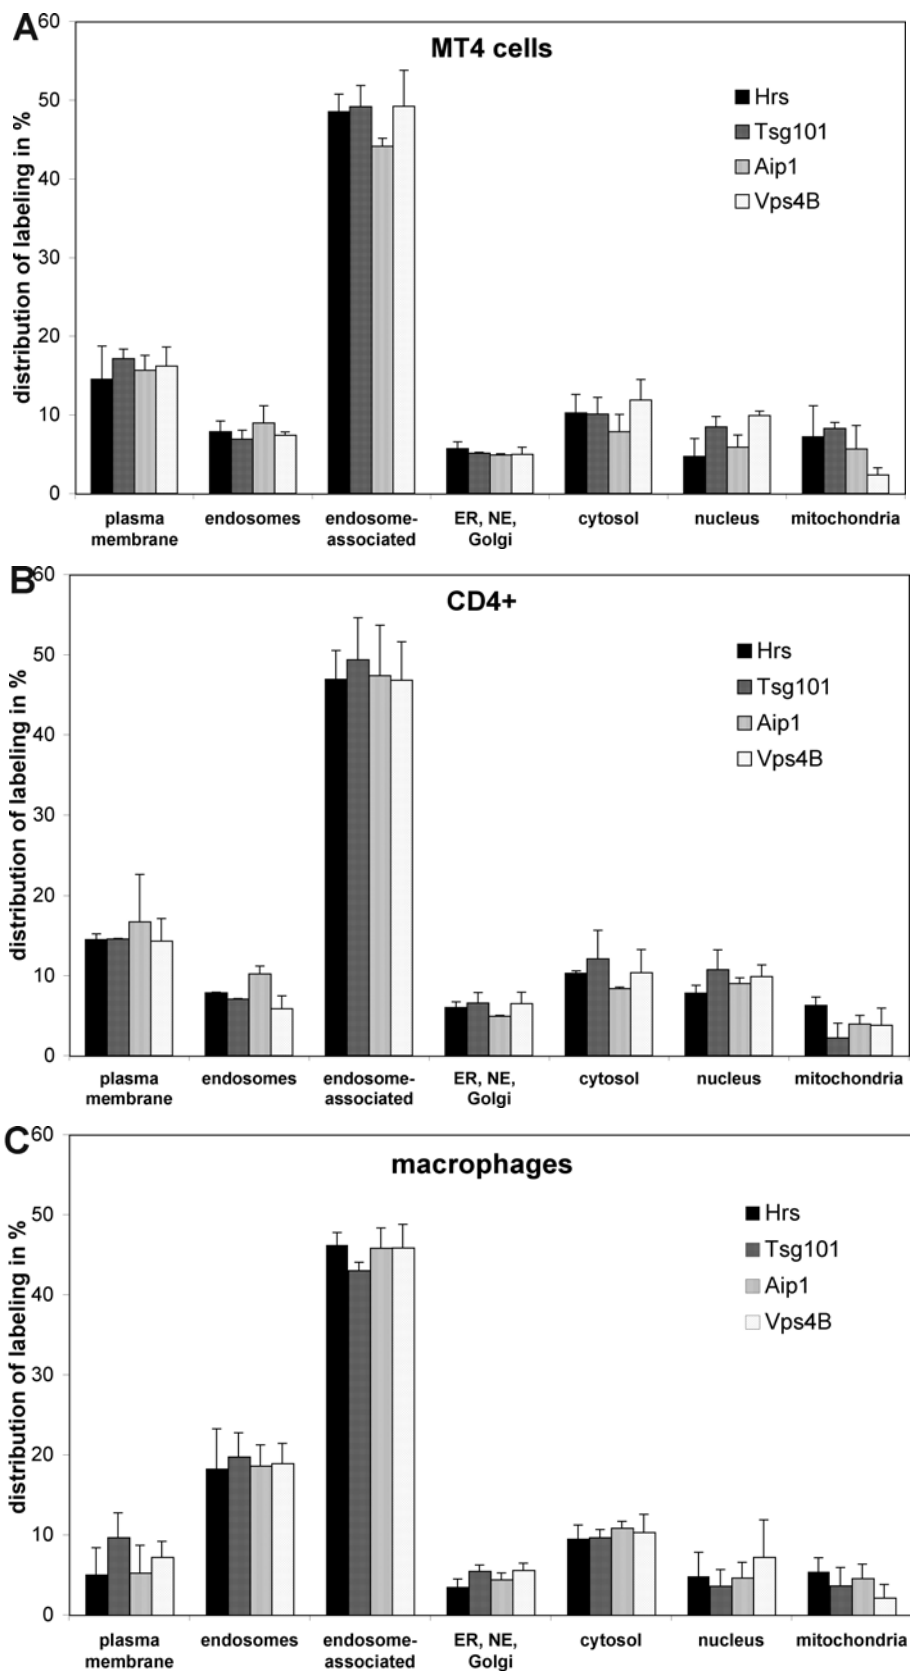 A
MT4 cells
distribution of labeling in %
60
50
40
30
20
10
0
Hrs
Tsg101
Aip1
Vps4B
plasma membrane
endosomes
endosome-associated
ER, NE, Golgi
cytosol
nucleus
mitochondria
B
CD4+
distribution of labeling in %
60
50
40
30
20
10
0
Hrs
Tsg101
Aip1
Vps4B
plasma membrane
endosomes
endosome-associated
ER, NE, Golgi
cytosol
nucleus
mitochondria
C
macrophages
distribution of labeling in %
60
50
40
30
20
10
0
Hrs
Tsg101
Aip1
Vps4B
plasma membrane
endosomes
endosome-associated
ER, NE, Golgi
cytosol
nucleus
mitochondria